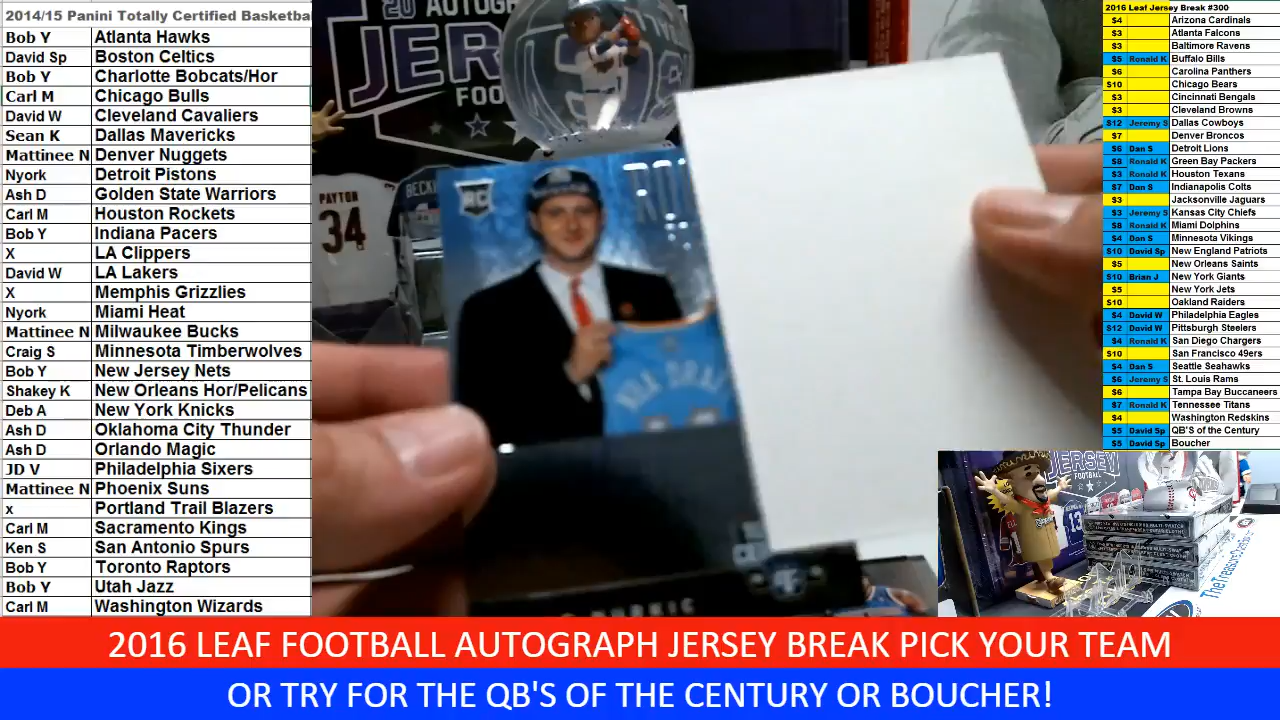 2014/15 Panini Totally Certified Basketba
Bob Y Atlanta Hawks
David Sp Boston Celtics
Bob Y Charlotte Bobcats/Hor
Carl M Chicago Bulls
David W Cleveland Cavaliers
Sean K Dallas Mavericks
Mattinee N Denver Nuggets
Nyork Detroit Pistons
Ash D Golden State Warriors
Carl M Houston Rockets
Bob Y Indiana Pacers
X LA Clippers
David W LA Lakers
X Memphis Grizzlies
Nyork Miami Heat
Mattinee N Milwaukee Bucks
Craig S Minnesota Timberwolves
Bob Y New Jersey Nets
Shakey K New Orleans Hor/Pelicans
Deb A New York Knicks
Ash D Oklahoma City Thunder
Ash D Orlando Magic
JD V Philadelphia Sixers
Mattinee N Phoenix Suns
x Portland Trail Blazers
Carl M Sacramento Kings
Ken S San Antonio Spurs
Bob Y Toronto Raptors
Bob Y Utah Jazz
Carl M Washington Wizards
20 AUTOG
JER
FOO
PAYTON
34
BECK
RC
NBA DRAF
NURKIC
2016 Leaf Jersey Break #300
$4 Arizona Cardinals
$3 Atlanta Falcons
$3 Baltimore Ravens
$5 Ronald K Buffalo Bills
$6 Carolina Panthers
$10 Chicago Bears
$3 Cincinnati Bengals
$3 Cleveland Browns
$12 Jeremy S Dallas Cowboys
$7 Denver Broncos
$6 Dan S Detroit Lions
$8 Ronald K Green Bay Packers
$3 Ronald K Houston Texans
$7 Dan S Indianapolis Colts
$3 Jacksonville Jaguars
$3 Jeremy S Kansas City Chiefs
$8 Ronald K Miami Dolphins
$4 Dan S Minnesota Vikings
$10 David Sp New England Patriots
$5 New Orleans Saints
$10 Brian J New York Giants
$5 New York Jets
$10 Oakland Raiders
$4 David W Philadelphia Eagles
$12 David W Pittsburgh Steelers
$4 Ronald K San Diego Chargers
$10 San Francisco 49ers
$4 Dan S Seattle Seahawks
$6 Jeremy S St. Louis Rams
$6 Tampa Bay Buccaneers
$7 Ronald K Tennessee Titans
$4 Washington Redskins
$5 David Sp QB'S of the Century
$5 David Sp Boucher
JERSEY
13
2016 LEAF FOOTBALL AUTOGRAPH JERSEY BREAK PICK YOUR TEAM
OR TRY FOR THE QB'S OF THE CENTURY OR BOUCHER!